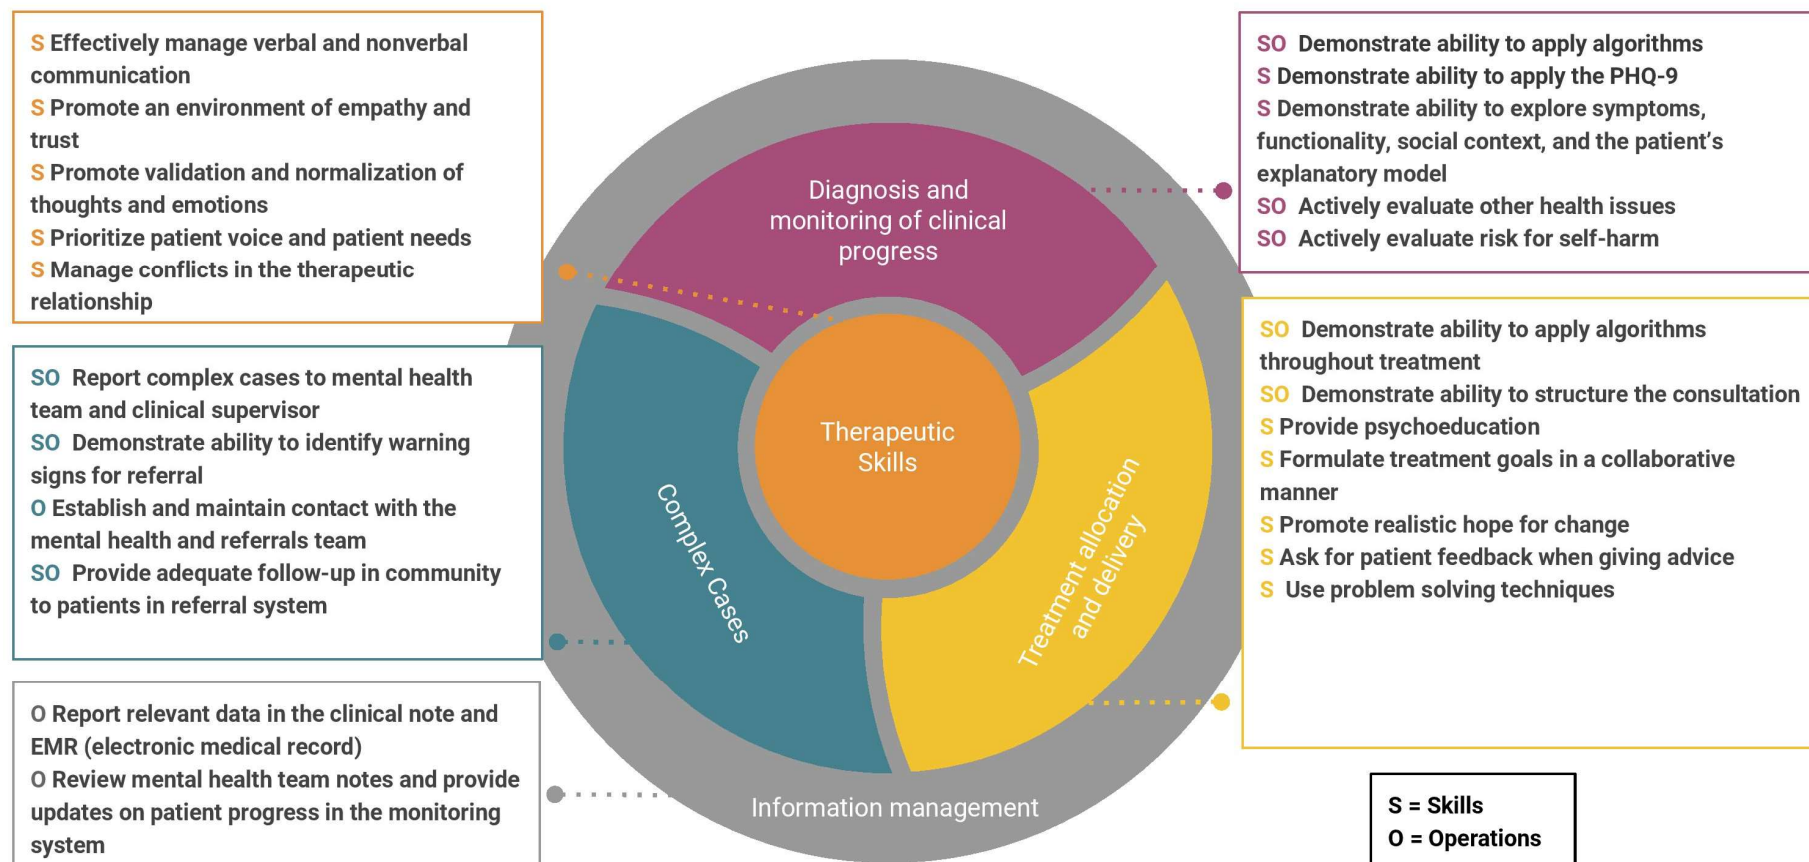 S Effectively manage verbal and nonverbal
communication
S Promote an environment of empathy and
trust
S Promote validation and normalization of
thoughts and emotions
S Prioritize patient voice and patient needs
S Manage conflicts in the therapeutic
relationship
SO Report complex cases to mental health
team and clinical supervisor
SO Demonstrate ability to identify warning
signs for referral
O Establish and maintain contact with the
mental health and referrals team
SO Provide adequate follow-up in community
to patients in referral system
O Report relevant data in the clinical note and
EMR (electronic medical record)
O Review mental health team notes and provide
updates on patient progress in the monitoring
system
Diagnosis and
monitoring of clinical
progress
Therapeutic
Skills
Complex Cases
Treatment allocation
and delivery
Information management
SO Demonstrate ability to apply algorithms
S Demonstrate ability to apply the PHQ-9
S Demonstrate ability to explore symptoms,
functionality, social context, and the patient’s
explanatory model
SO Actively evaluate other health issues
SO Actively evaluate risk for self-harm
SO Demonstrate ability to apply algorithms
throughout treatment
SO Demonstrate ability to structure the consultation
S Provide psychoeducation
S Formulate treatment goals in a collaborative
manner
S Promote realistic hope for change
S Ask for patient feedback when giving advice
S Use problem solving techniques
S = Skills
O = Operations